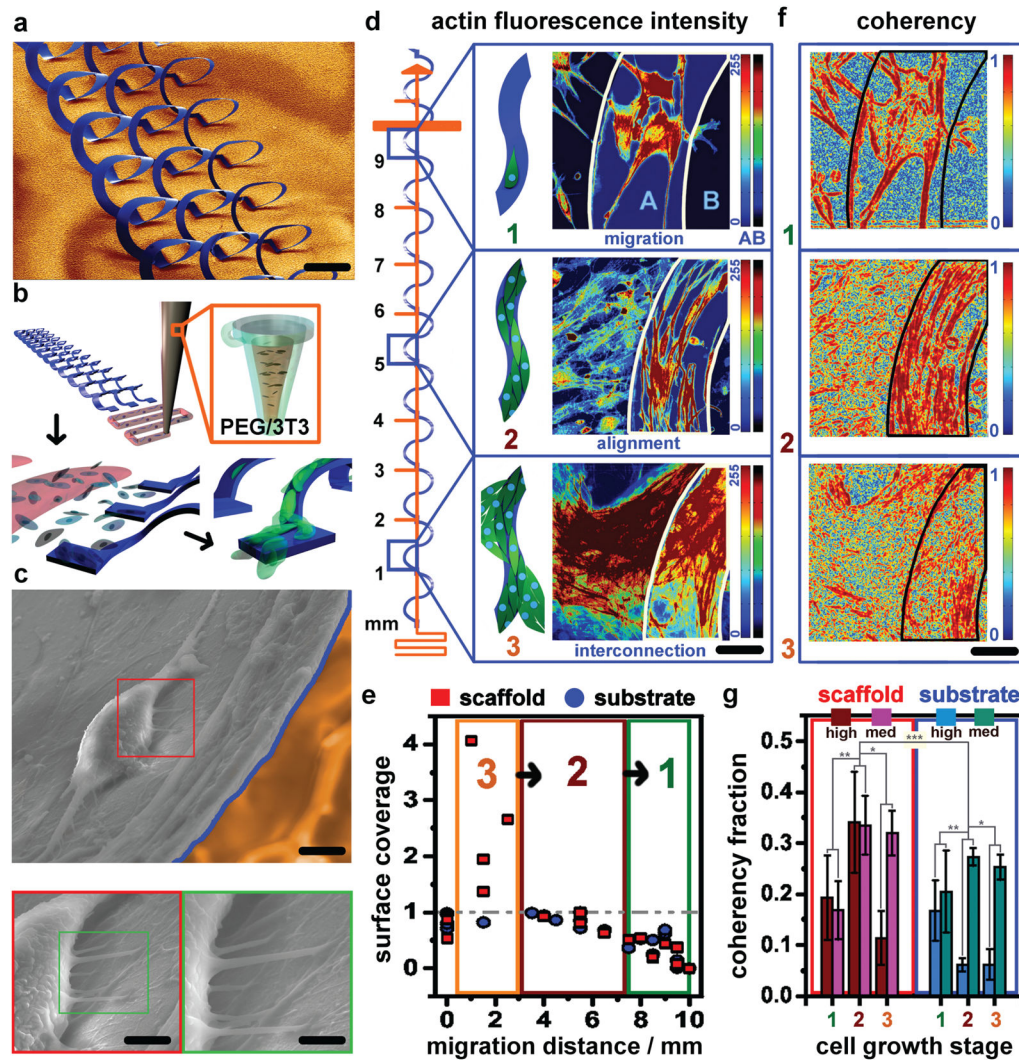 a
b
PEG/3T3
c
d actin fluorescence intensity
9
8
7
6
5
4
3
2
1
mm
1
A
B
255
0
migration
AB
2
255
0
alignment
3
255
0
interconnection
f coherency
1
0
1
1
0
2
1
0
3
e
scaffold substrate
surface coverage
4
3
2
1
0
3 2 1
0 2 4 6 8 10
migration distance / mm
g
scaffold substrate
high med high med
***
** *
** *
coherency fraction
0.5
0.4
0.3
0.2
0.1
0.0
1 2 3 1 2 3
cell growth stage